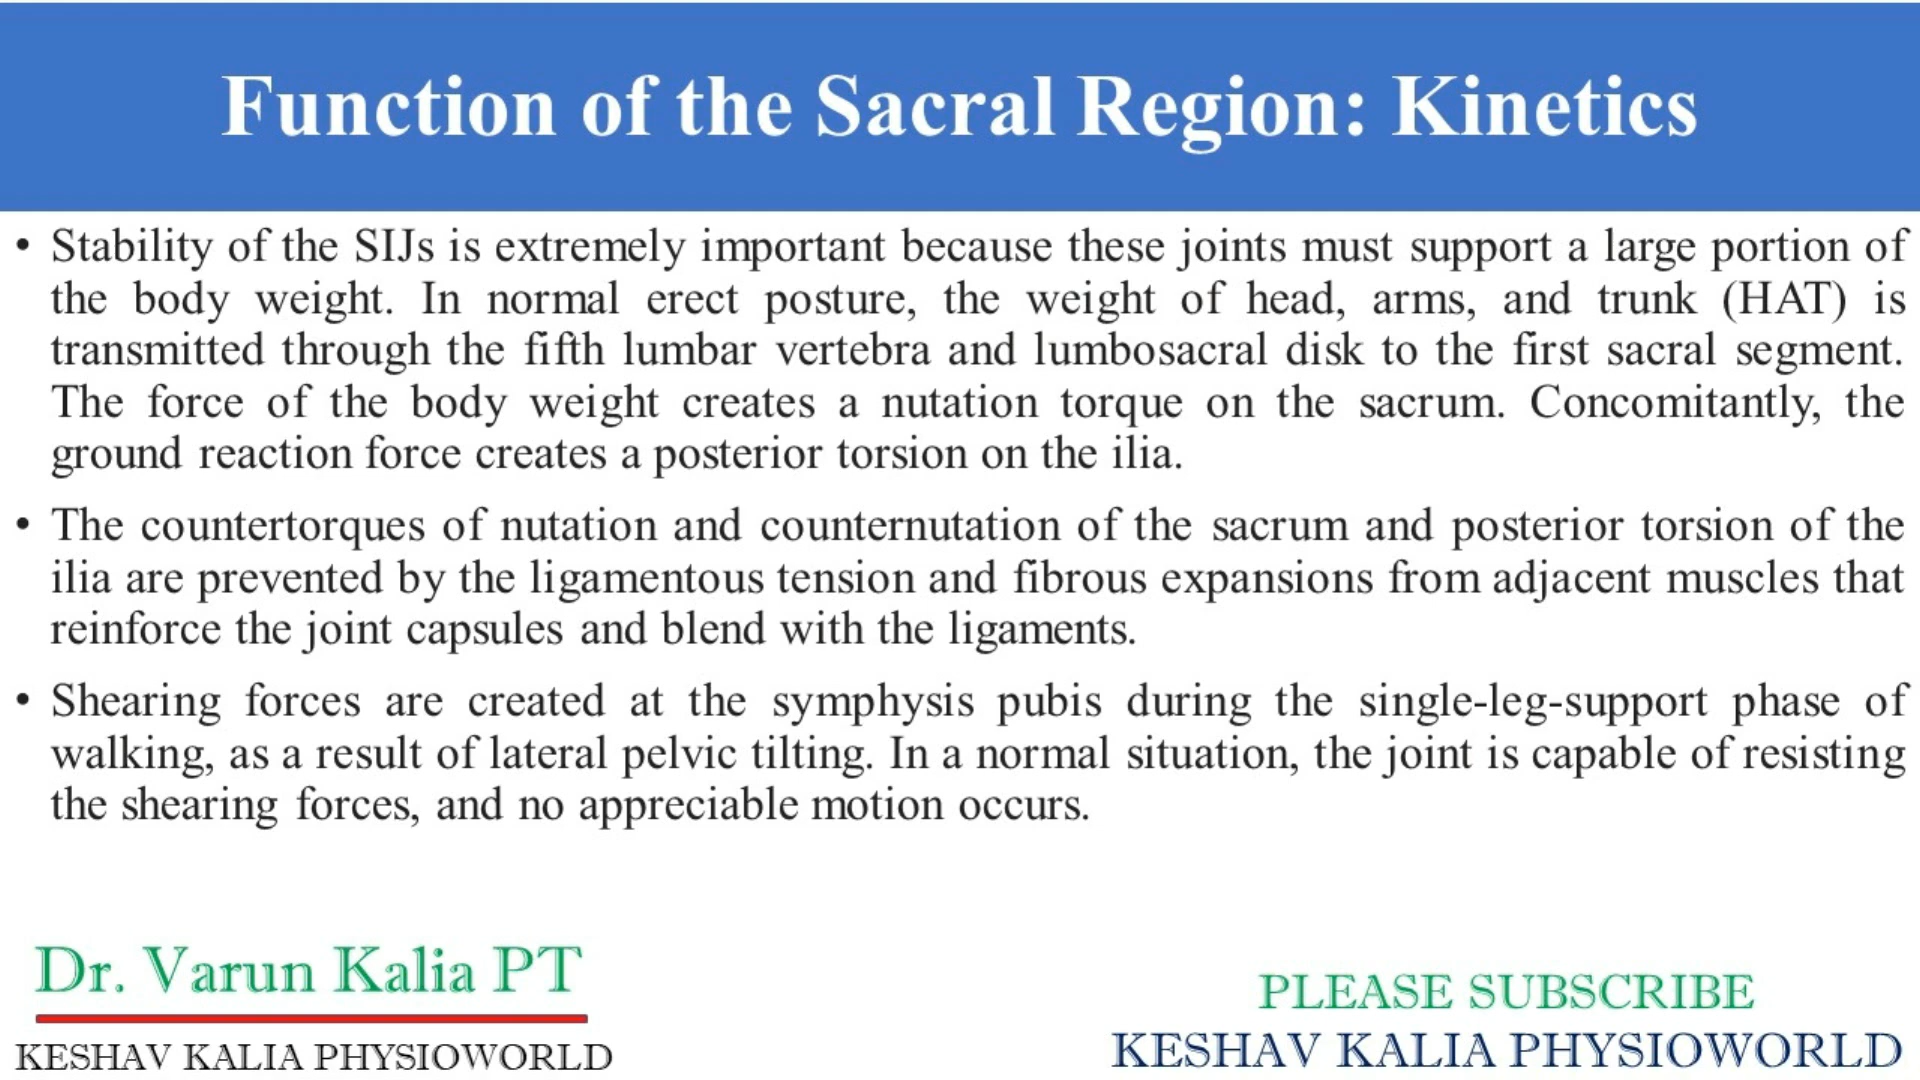 Function of the Sacral Region: Kinetics
• Stability of the SIJs is extremely important because these joints must support a large portion of
the body weight. In normal erect posture, the weight of head, arms, and trunk (HAT) is
transmitted through the fifth lumbar vertebra and lumbosacral disk to the first sacral segment.
The force of the body weight creates a nutation torque on the sacrum. Concomitantly, the
ground reaction force creates a posterior torsion on the ilia.
• The countertorques of nutation and counternutation of the sacrum and posterior torsion of the
ilia are prevented by the ligamentous tension and fibrous expansions from adjacent muscles that
reinforce the joint capsules and blend with the ligaments.
• Shearing forces are created at the symphysis pubis during the single-leg-support phase of
walking, as a result of lateral pelvic tilting. In a normal situation, the joint is capable of resisting
the shearing forces, and no appreciable motion occurs.
Dr. Varun Kalia PT
KESHAV KALIA PHYSIOWORLD
PLEASE SUBSCRIBE
KESHAV KALIA PHYSIOWORLD